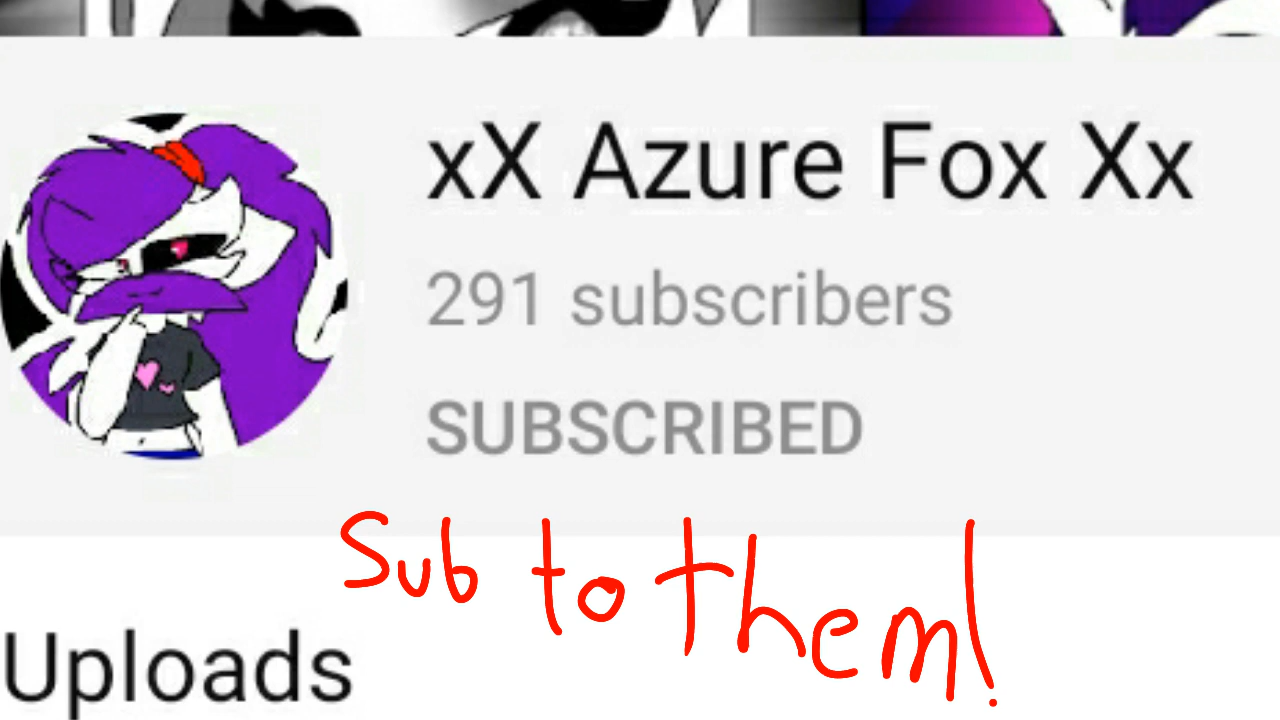 xX Azure Fox Xx
291 subscribers
SUBSCRIBED
Sub to them!
Uploads